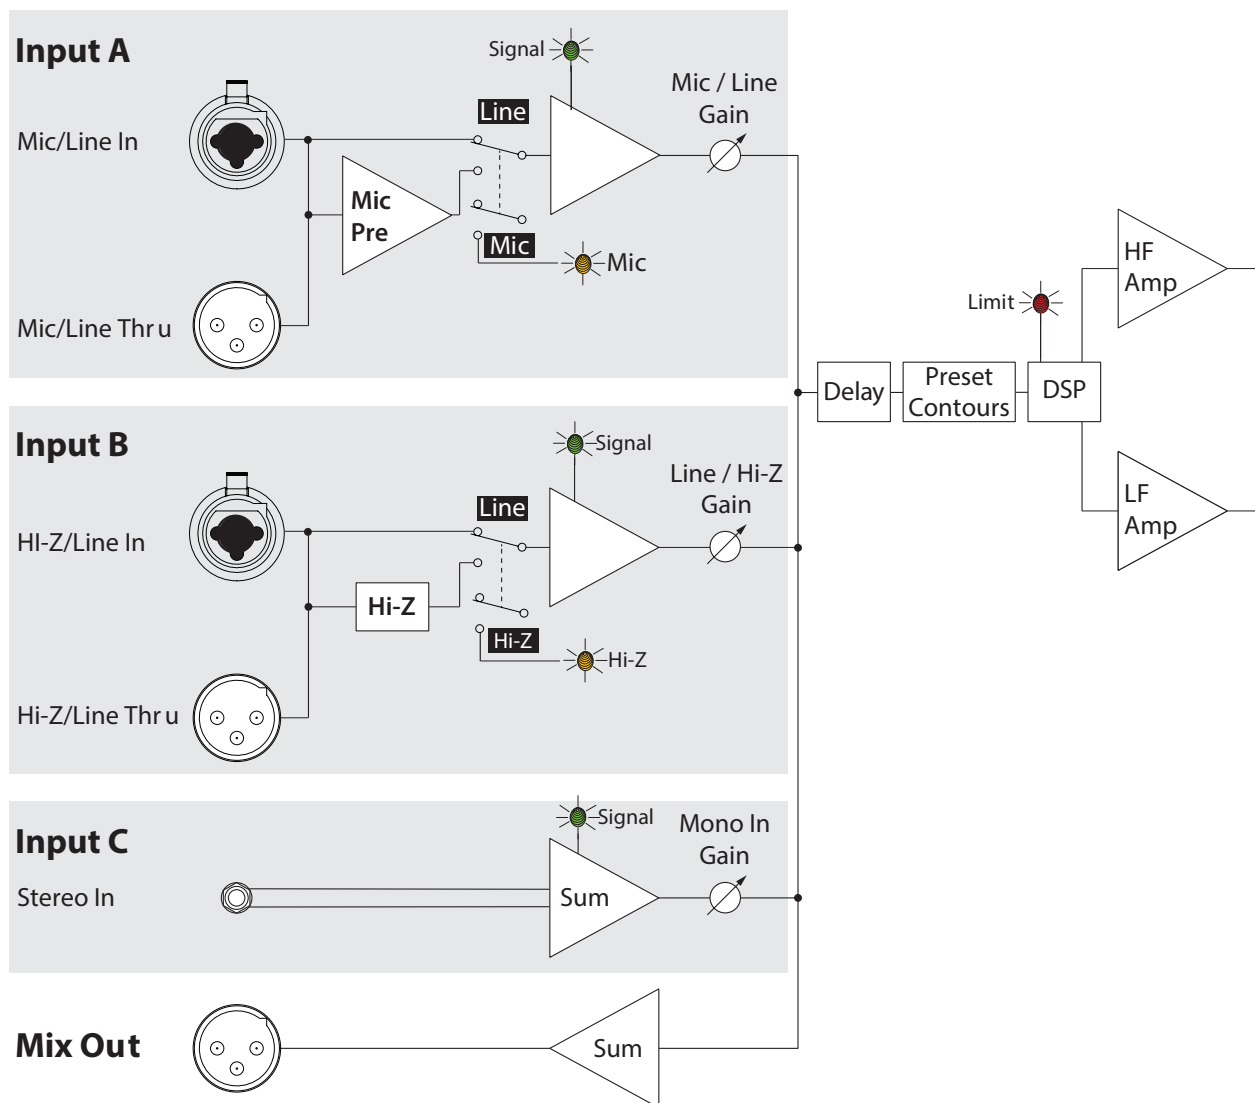 Input A
Signal
Mic / Line
Gain
Line
Mic/Line In
Mic
Pre
Mic
Mic
Mic/Line Thru
HF
Amp
Limit
Delay
Preset
Contours
DSP
LF
Amp
Input B
Signal
Line / Hi-Z
Gain
Line
HI-Z/Line In
Hi-Z
Hi-Z
Hi-Z
Hi-Z/Line Thru
Input C
Signal
Mono In
Gain
Stereo In
Sum
Mix Out
Sum